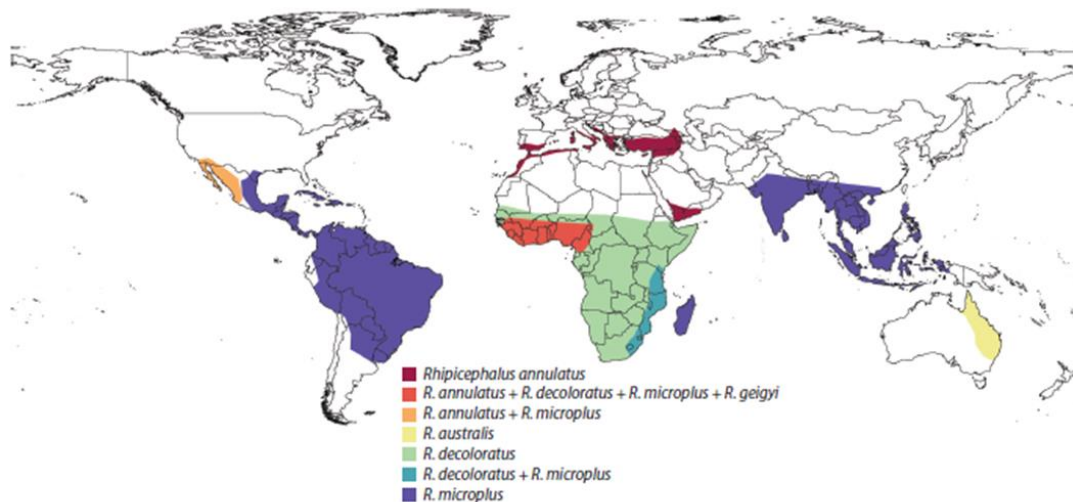 Rhipicephalus annulatus
R. annulatus + R. decoloratus + R. microplus + R. geigyi
R. annulatus + R. microplus
R. australis
R. decoloratus
R. decoloratus + R. microplus
R. microplus